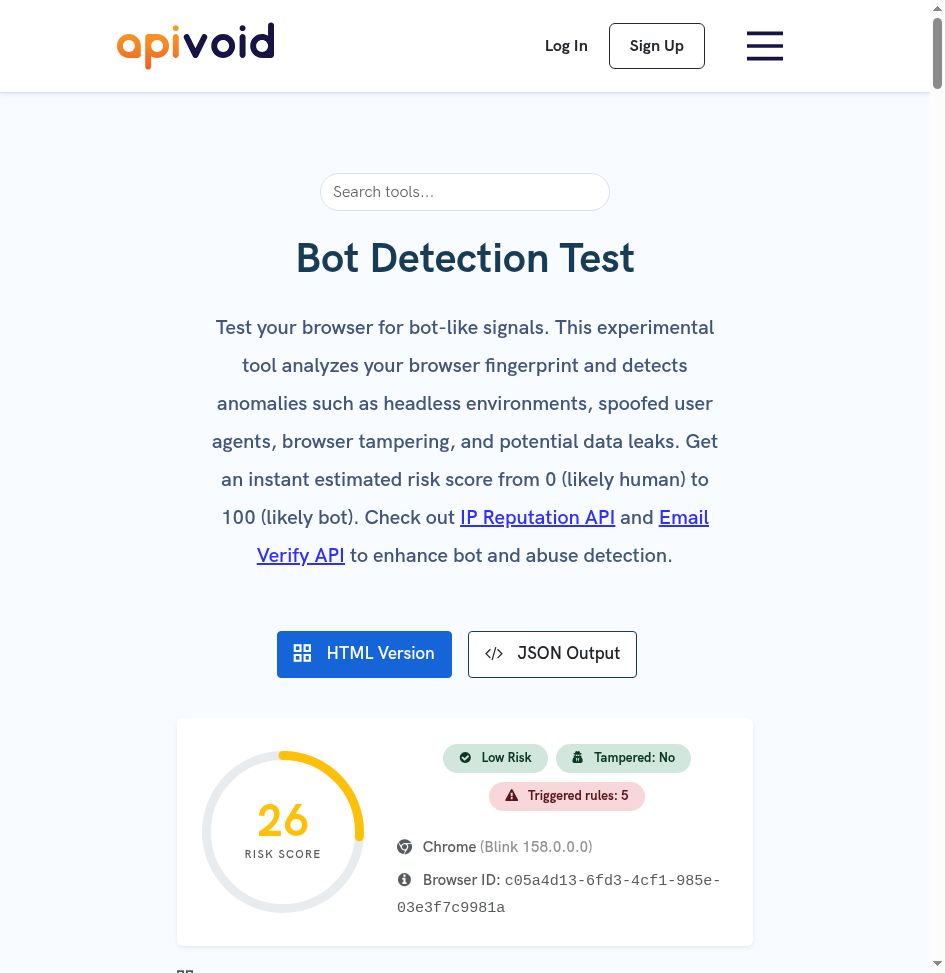 apivoid
Log In
Sign Up
Search tools...
Bot Detection Test
Test your browser for bot-like signals. This experimental
tool analyzes your browser fingerprint and detects
anomalies such as headless environments, spoofed user
agents, browser tampering, and potential data leaks. Get
an instant estimated risk score from 0 (likely human) to
100 (likely bot). Check out IP Reputation API and Email
Verify API to enhance bot and abuse detection.
HTML Version
</> JSON Output
26
RISK SCORE
Low Risk
Tampered: No
Triggered rules: 5
Chrome (Blink 158.0.0.0)
Browser ID: c05a4d13-6fd3-4cf1-985e-
03e3f7c9981a